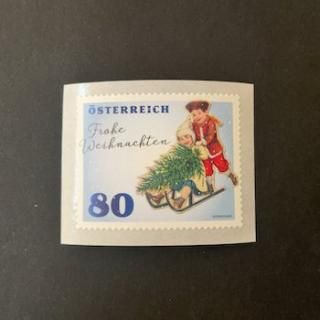 ÖSTERREICH
Frohe
Weihnachten
80